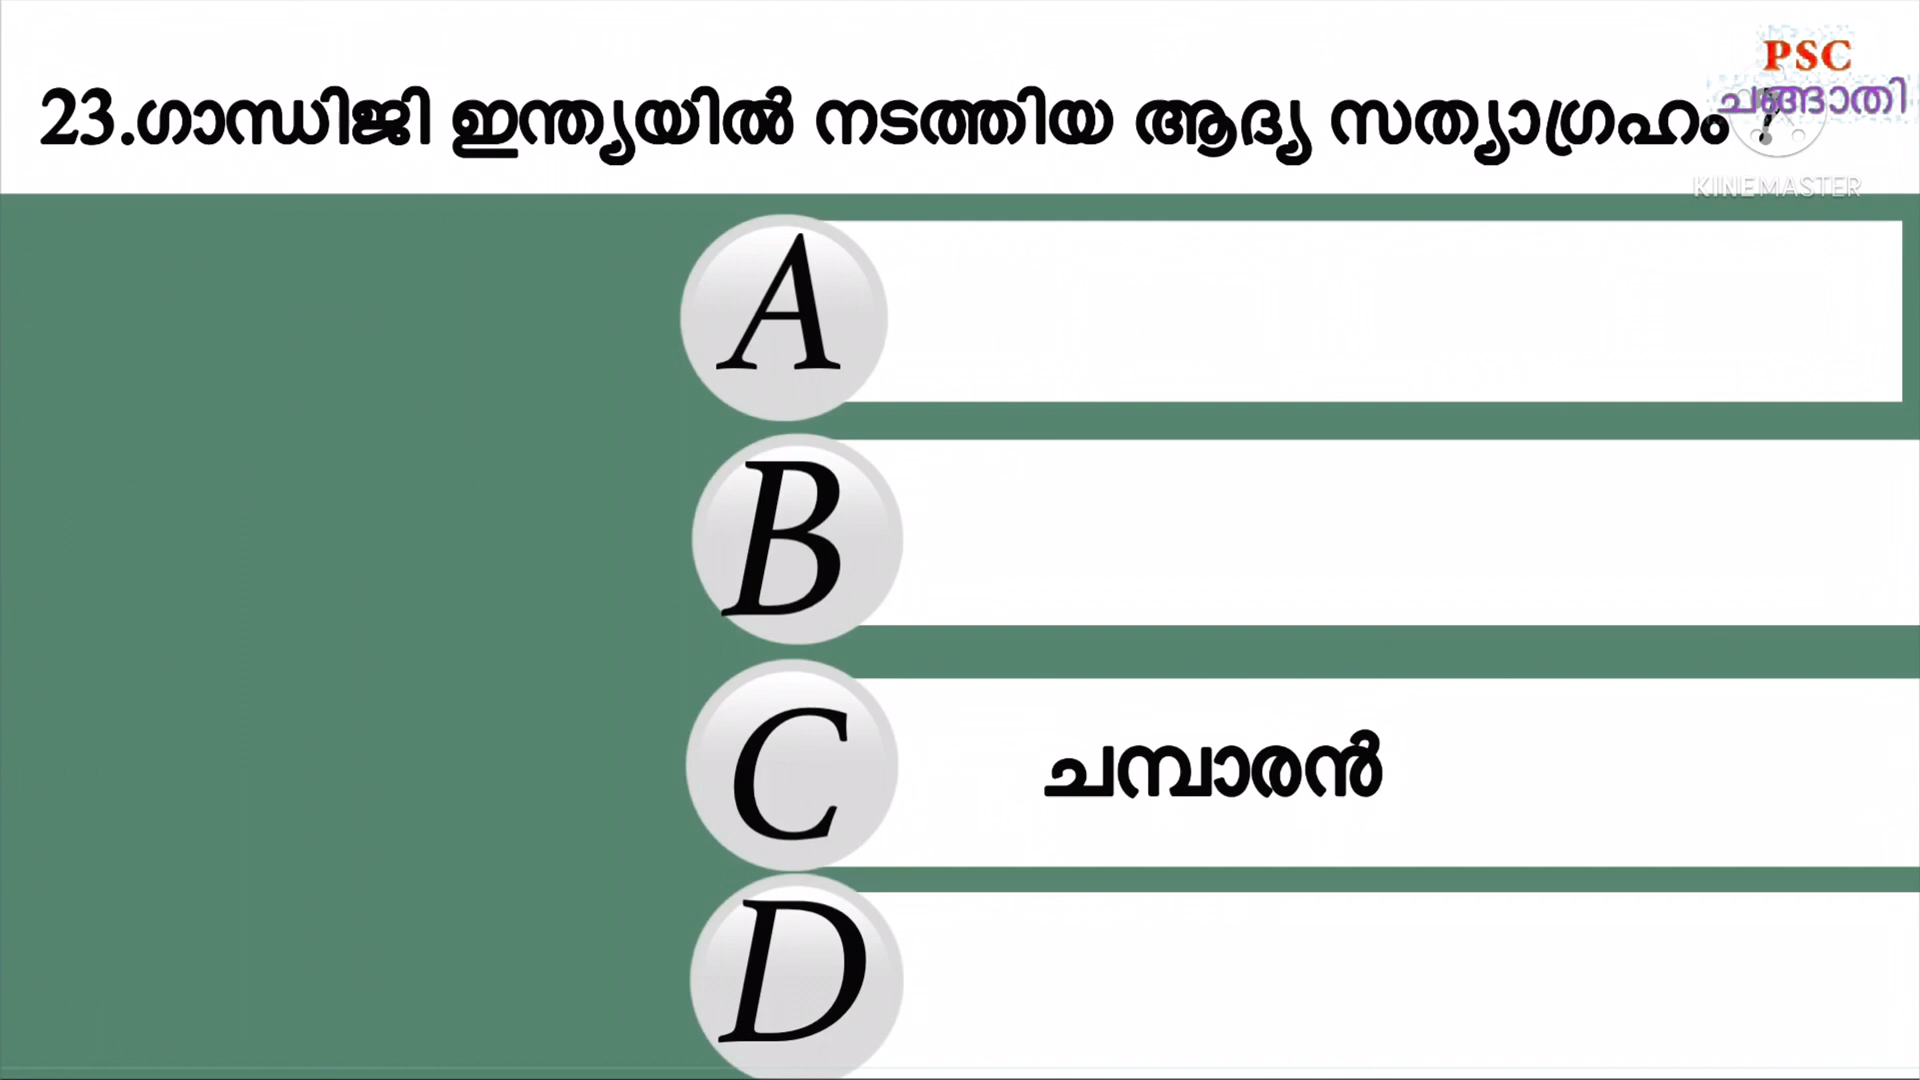 PSC
ചങ്ങാതി
23.ഗാന്ധിജി ഇന്ത്യയിൽ നടത്തിയ ആദ്യ സത്യാഗ്രഹം ?
KINEMASTER
A
B
C ചമ്പാരൻ
D